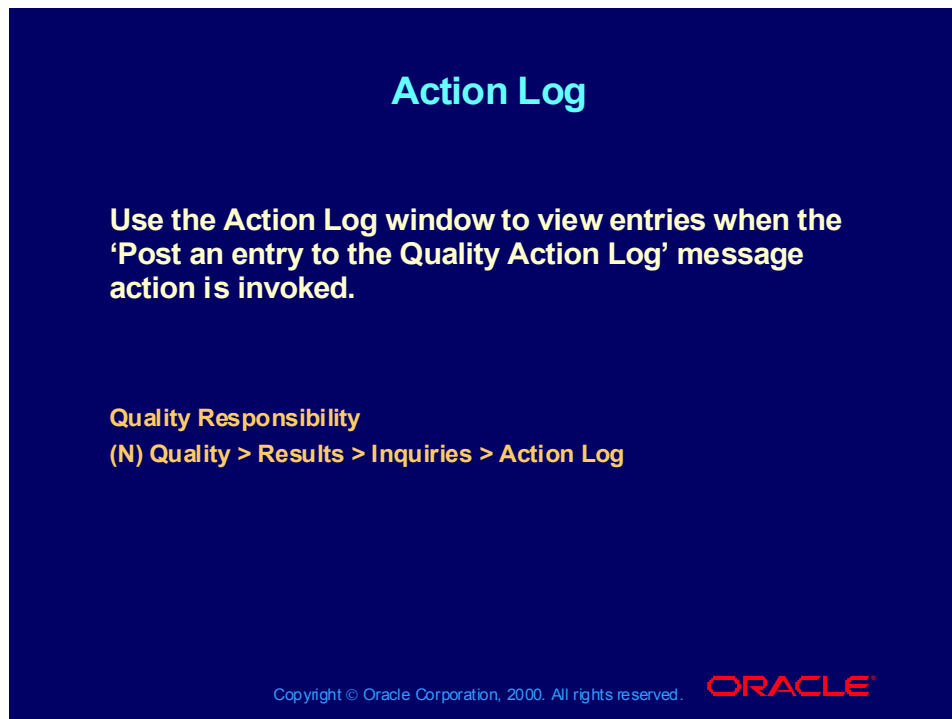 Action Log
Use the Action Log window to view entries when the
‘Post an entry to the Quality Action Log’ message
action is invoked.
Quality Responsibility
(N) Quality > Results > Inquiries > Action Log
Copyright © Oracle Corporation, 2000. All rights reserved.
ORACLE®